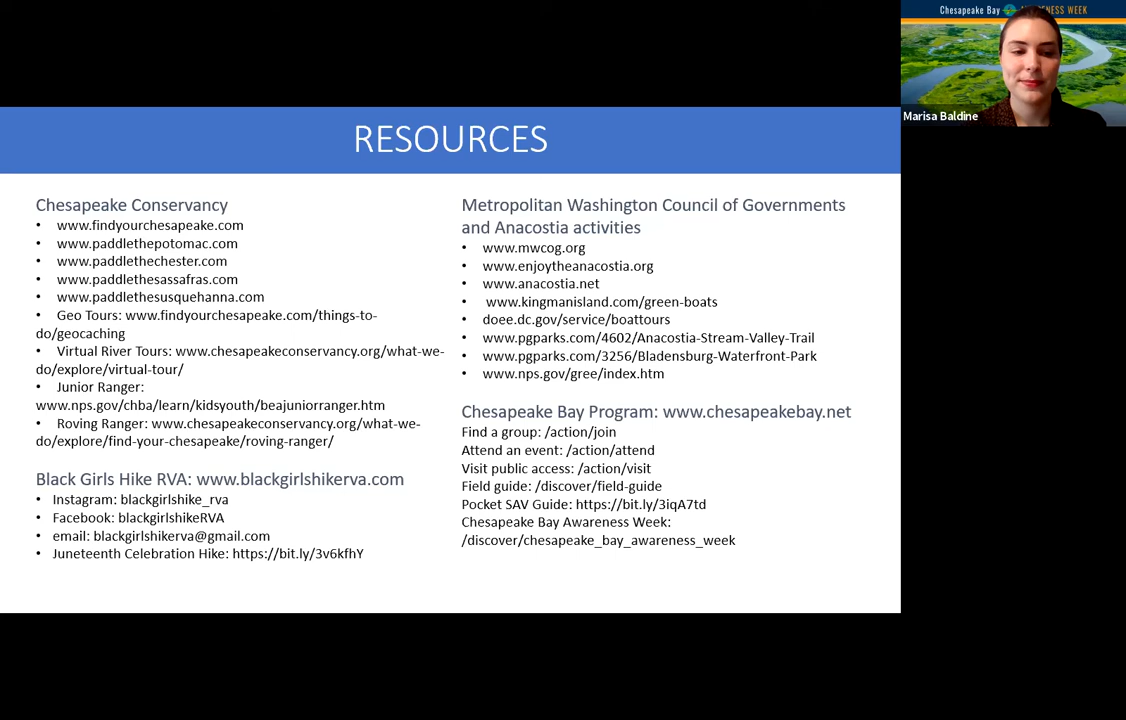 Chesapeake Bay AWARENESS WEEK
Marisa Baldine
RESOURCES
Chesapeake Conservancy
• www.findyourchesapeake.com
• www.paddlethepotomac.com
• www.paddlethechester.com
• www.paddlethesassafras.com
• www.paddlethesusquehanna.com
• Geo Tours: www.findyourchesapeake.com/things-to-
do/geocaching
• Virtual River Tours: www.chesapeakeconservancy.org/what-we-
do/explore/virtual-tour/
• Junior Ranger:
www.nps.gov/chba/learn/kidsyouth/beajuniorranger.htm
• Roving Ranger: www.chesapeakeconservancy.org/what-we-
do/explore/find-your-chesapeake/roving-ranger/
Black Girls Hike RVA: www.blackgirlshikerva.com
• Instagram: blackgirlshike_rva
• Facebook: blackgirlshikeRVA
• email: blackgirlshikerva@gmail.com
• Juneteenth Celebration Hike: https://bit.ly/3v6kfhY
Metropolitan Washington Council of Governments
and Anacostia activities
• www.mwcog.org
• www.enjoytheanacostia.org
• www.anacostia.net
• www.kingmanisland.com/green-boats
• doee.dc.gov/service/boattours
• www.pgparks.com/4602/Anacostia-Stream-Valley-Trail
• www.pgparks.com/3256/Bladensburg-Waterfront-Park
• www.nps.gov/gree/index.htm
Chesapeake Bay Program: www.chesapeakebay.net
Find a group: /action/join
Attend an event: /action/attend
Visit public access: /action/visit
Field guide: /discover/field-guide
Pocket SAV Guide: https://bit.ly/3iqA7td
Chesapeake Bay Awareness Week:
/discover/chesapeake_bay_awareness_week